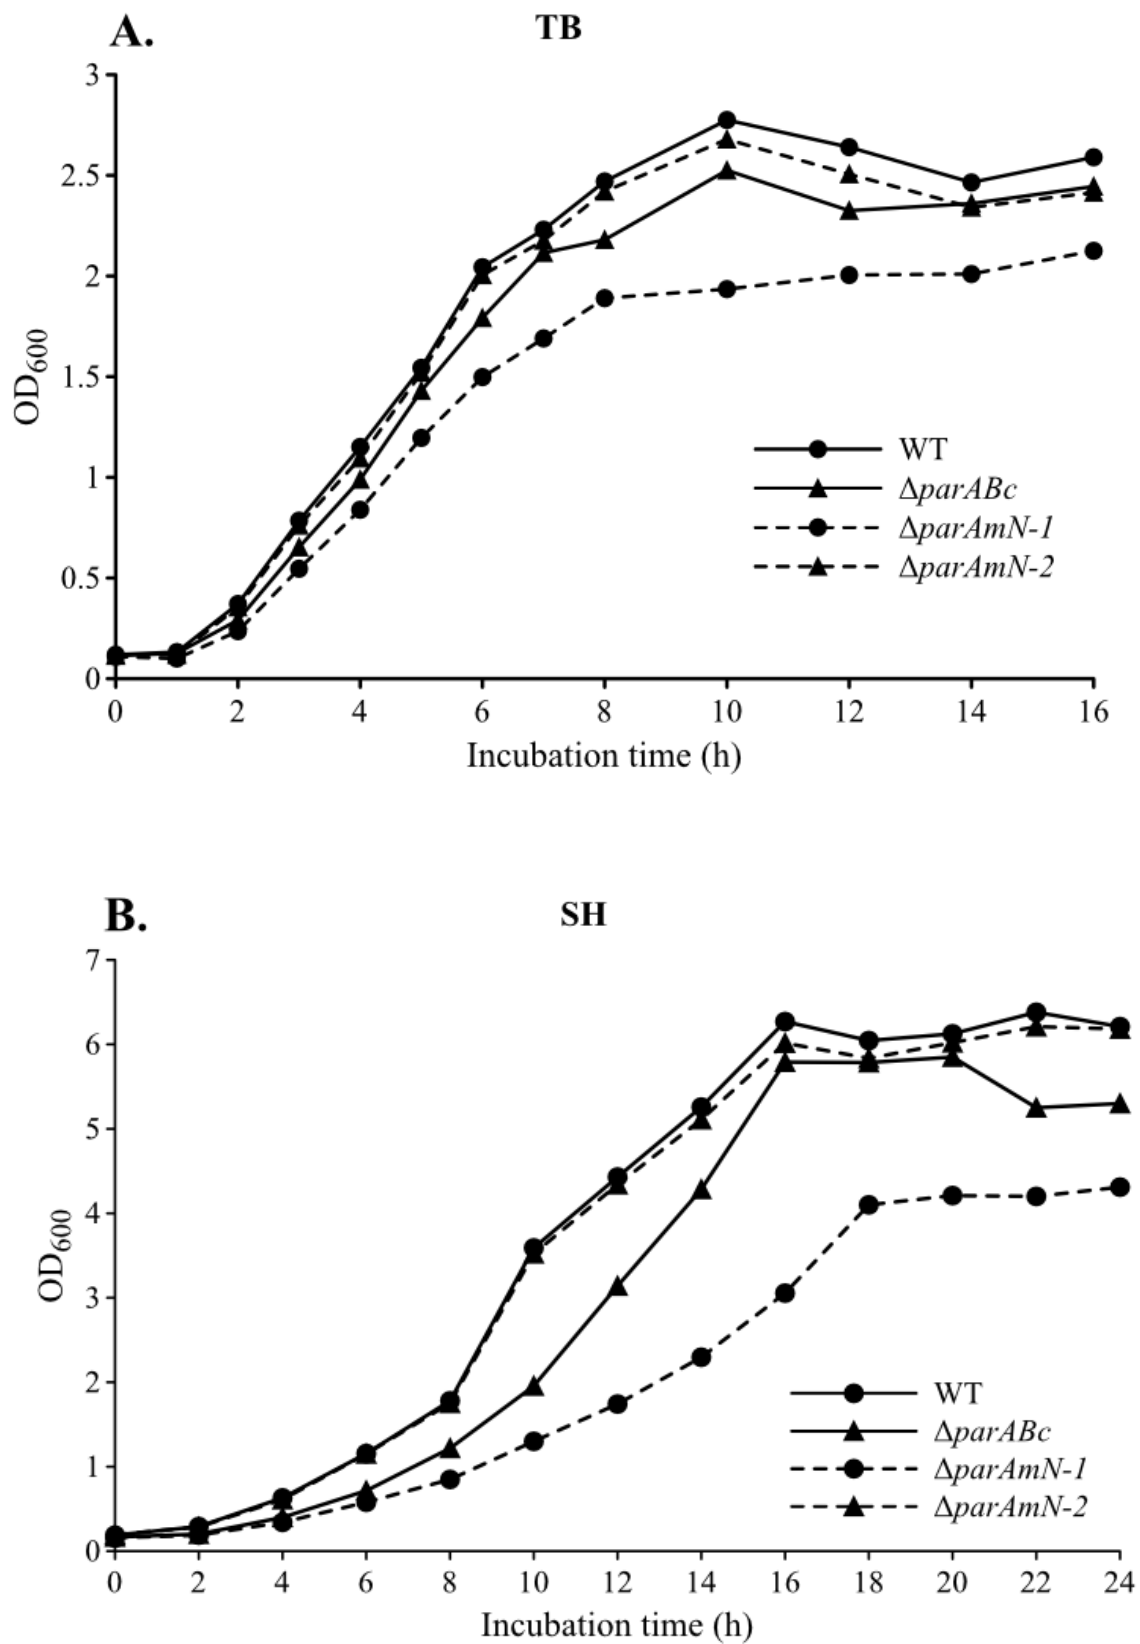 A.
TB
3
2.5
2
1.5
1
0.5
0
OD600
WT
ΔparABc
ΔparAmN-1
ΔparAmN-2
0 2 4 6 8 10 12 14 16
Incubation time (h)
B.
SH
7
6
5
4
3
2
1
0
OD600
WT
ΔparABc
ΔparAmN-1
ΔparAmN-2
0 2 4 6 8 10 12 14 16 18 20 22 24
Incubation time (h)